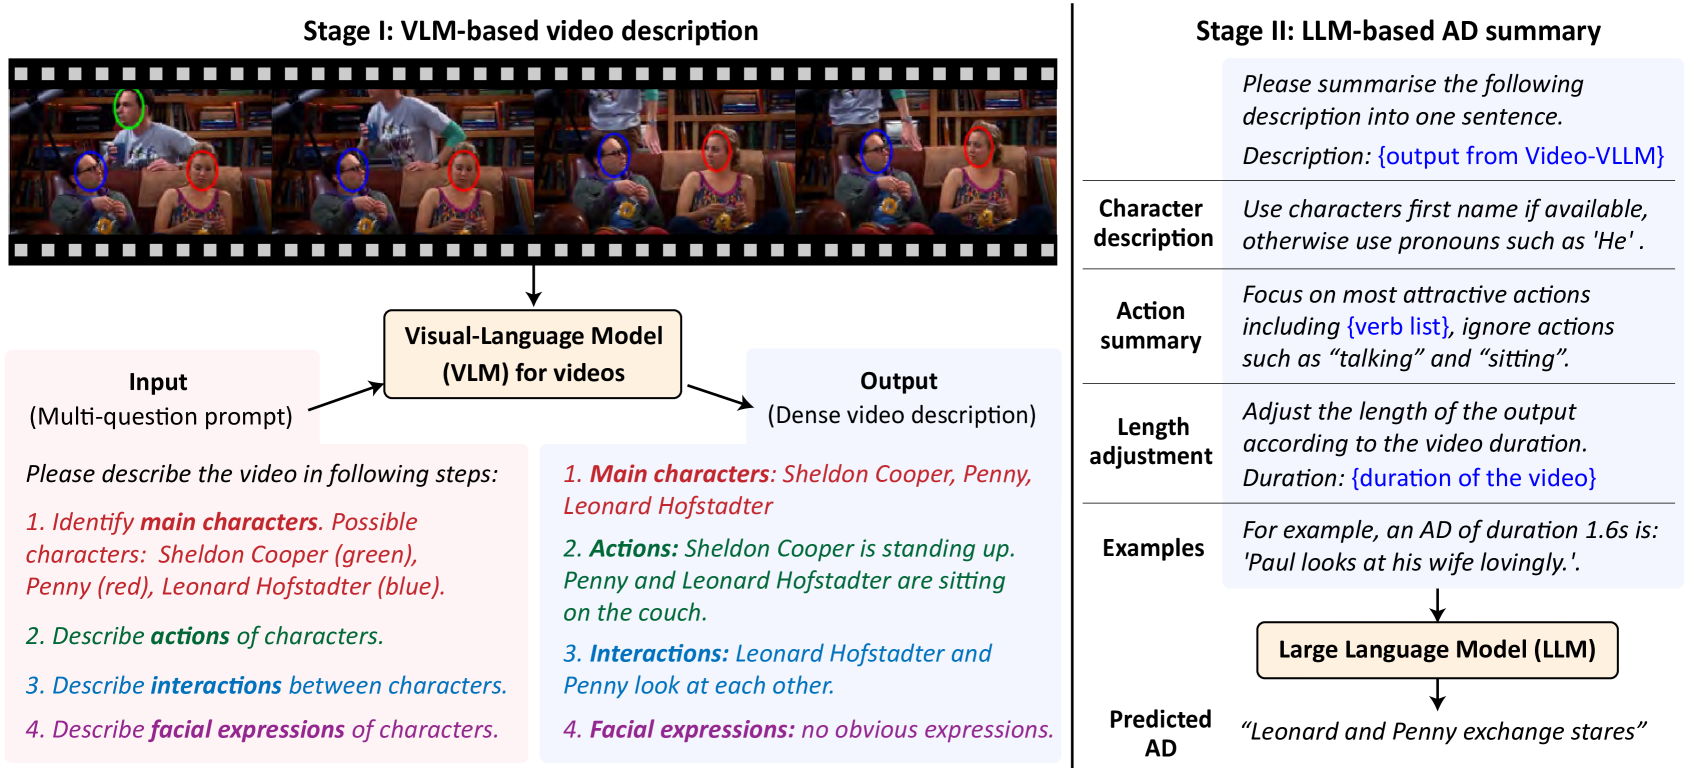 Stage I: VLM-based video description
Visual-Language Model
(VLM) for videos
Input
(Multi-question prompt)
Please describe the video in following steps:
1. Identify main characters. Possible
characters: Sheldon Cooper (green),
Penny (red), Leonard Hofstadter (blue).
2. Describe actions of characters.
3. Describe interactions between characters.
4. Describe facial expressions of characters.
Output
(Dense video description)
1. Main characters: Sheldon Cooper, Penny,
Leonard Hofstadter
2. Actions: Sheldon Cooper is standing up.
Penny and Leonard Hofstadter are sitting
on the couch.
3. Interactions: Leonard Hofstadter and
Penny look at each other.
4. Facial expressions: no obvious expressions.
Stage II: LLM-based AD summary
Please summarise the following
description into one sentence.
Description: {output from Video-VLLM}
Character
description
Use characters first name if available,
otherwise use pronouns such as 'He' .
Action
summary
Focus on most attractive actions
including {verb list}, ignore actions
such as “talking” and “sitting”.
Length
adjustment
Adjust the length of the output
according to the video duration.
Duration: {duration of the video}
Examples
For example, an AD of duration 1.6s is:
'Paul looks at his wife lovingly.'.
Large Language Model (LLM)
Predicted
AD
“Leonard and Penny exchange stares”